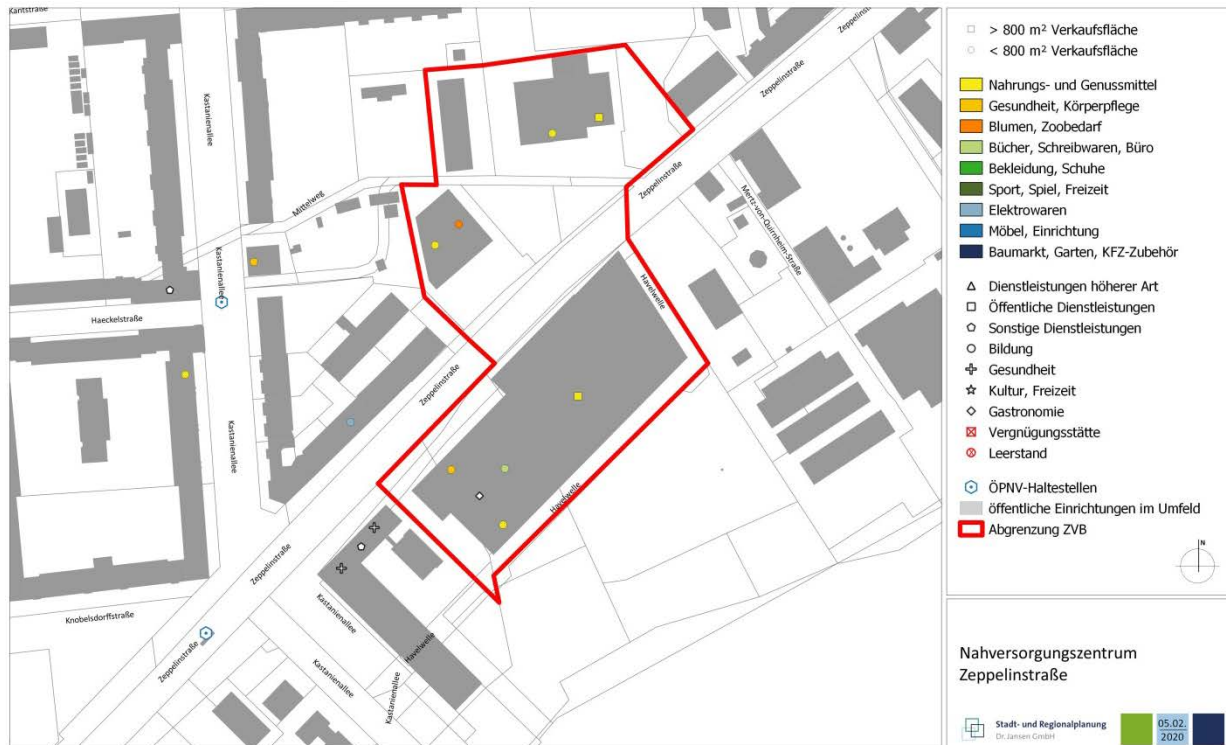 Kantstraße
Kastanienallee
Kastanienallee
Mittelweg
Haeckelstraße
Kastanienallee
Knobelsdorffstraße
Zeppelinstraße
Zeppelinstraße
Zeppelinstraße
Zeppelinstraße
Zeppelinstraße
Zeppelinstraße
Mertz-von-Quirnheim-Straße
Havelwelle
Havelwelle
Havelwelle
Kastanienallee
Kastanienallee
Kastanienallee
> 800 m² Verkaufsfläche
< 800 m² Verkaufsfläche
Nahrungs- und Genussmittel
Gesundheit, Körperpflege
Blumen, Zoobedarf
Bücher, Schreibwaren, Büro
Bekleidung, Schuhe
Sport, Spiel, Freizeit
Elektrowaren
Möbel, Einrichtung
Baumarkt, Garten, KFZ-Zubehör
Dienstleistungen höherer Art
Öffentliche Dienstleistungen
Sonstige Dienstleistungen
Bildung
Gesundheit
Kultur, Freizeit
Gastronomie
Vergnügungsstätte
Leerstand
ÖPNV-Haltestellen
öffentliche Einrichtungen im Umfeld
Abgrenzung ZVB
N
Nahversorgungszentrum
Zeppelinstraße
Stadt- und Regionalplanung
Dr. Jansen GmbH
05.02.
2020